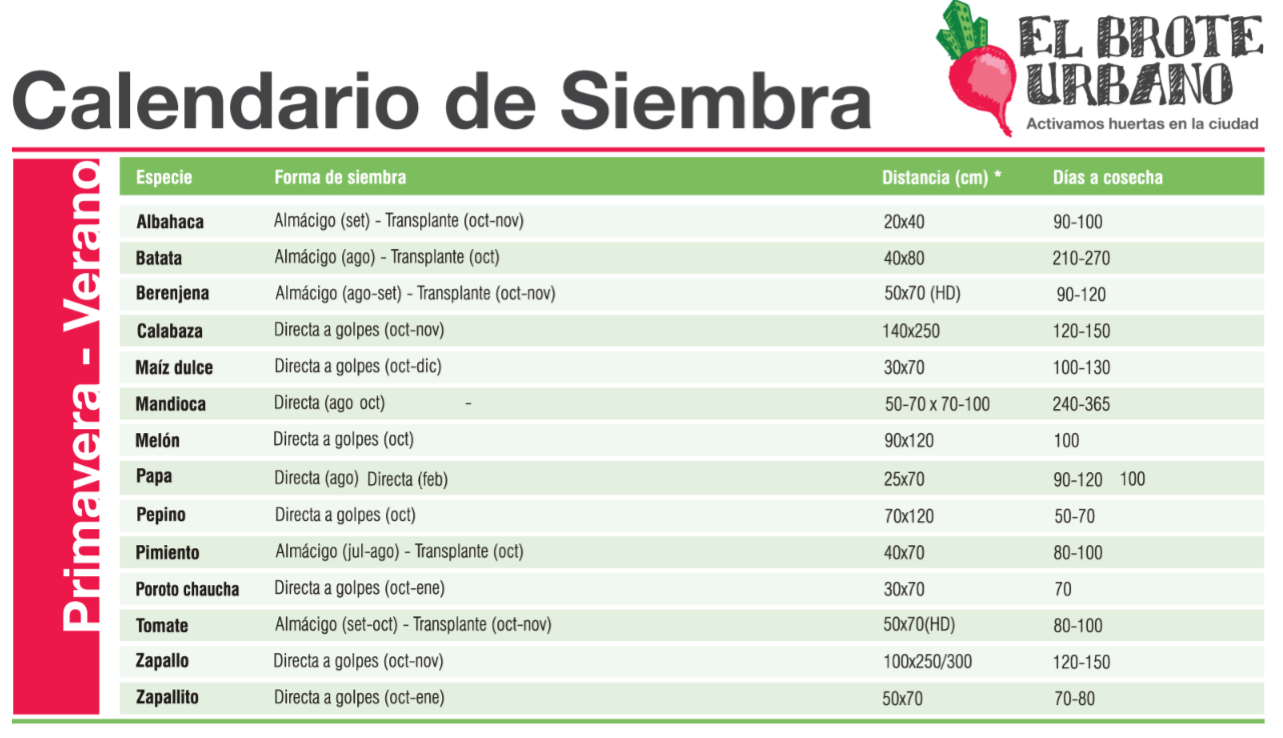 EL BROTE
URBANO
Activamos huertas en la ciudad
Calendario de Siembra
Primavera - Verano
Especie Forma de siembra Distancia (cm) * Días a cosecha
Albahaca Almácigo (set) - Transplante (oct-nov) 20x40 90-100
Batata Almácigo (ago) - Transplante (oct) 40x80 210-270
Berenjena Almácigo (ago-set) - Transplante (oct-nov) 50x70 (HD) 90-120
Calabaza Directa a golpes (oct-nov) 140x250 120-150
Maíz dulce Directa a golpes (oct-dic) 30x70 100-130
Mandioca Directa (ago oct) - 50-70 x 70-100 240-365
Melón Directa a golpes (oct) 90x120 100
Papa Directa (ago) Directa (feb) 25x70 90-120 100
Pepino Directa a golpes (oct) 70x120 50-70
Pimiento Almácigo (jul-ago) - Transplante (oct) 40x70 80-100
Poroto chaucha Directa a golpes (oct-ene) 30x70 70
Tomate Almácigo (set-oct) - Transplante (oct-nov) 50x70(HD) 80-100
Zapallo Directa a golpes (oct-nov) 100x250/300 120-150
Zapallito Directa a golpes (oct-ene) 50x70 70-80